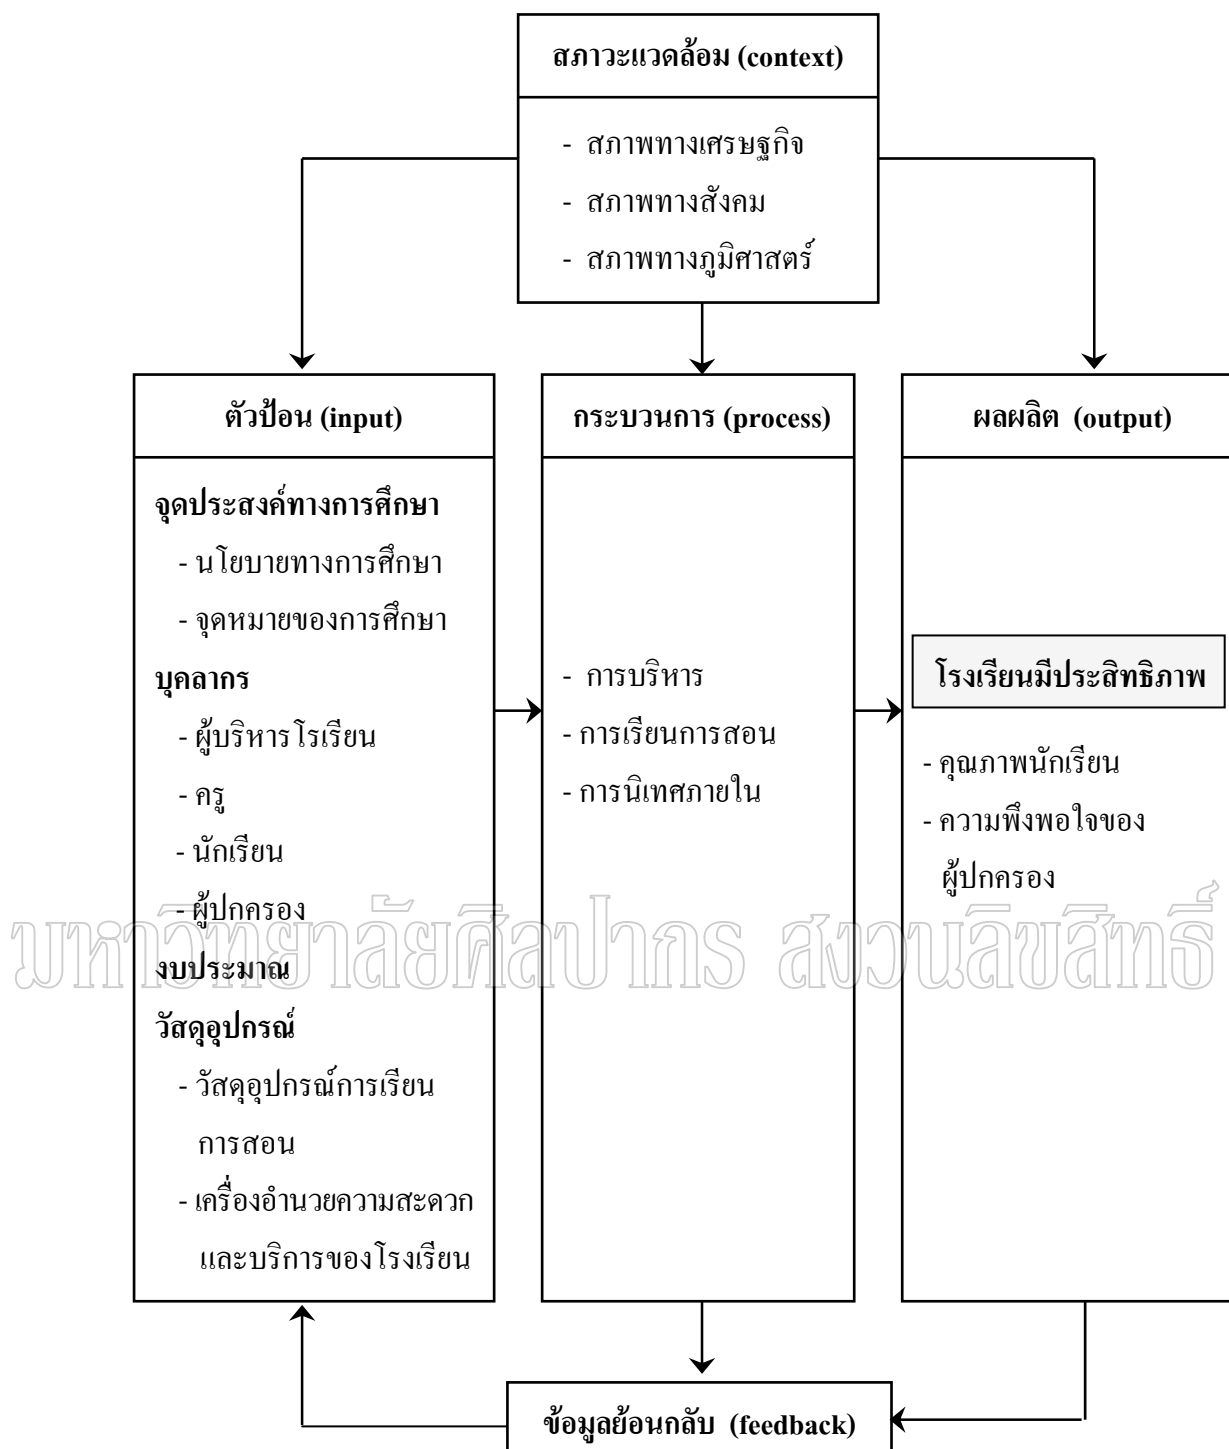 สภาวะแวดล้อม (context)
- สภาพทางเศรษฐกิจ
- สภาพทางสังคม
- สภาพทางภูมิศาสตร์
ตัวป้อน (input)
จุดประสงค์ทางการศึกษา
- นโยบายทางการศึกษา
- จุดหมายของการศึกษา
บุคลากร
- ผู้บริหารโรเรียน
- ครู
- นักเรียน
- ผู้ปกครอง
งบประมาณ
วัสดุอุปกรณ์
- วัสดุอุปกรณ์การเรียน
การสอน
- เครื่องอำนวยความสะดวก
และบริการของโรงเรียน
กระบวนการ (process)
- การบริหาร
- การเรียนการสอน
- การนิเทศภายใน
ผลผลิต (output)
โรงเรียนมีประสิทธิภาพ
- คุณภาพนักเรียน
- ความพึงพอใจของ
ผู้ปกครอง
มหาวิทยาลัยศิลปากร สงวนลิขสิทธิ์
ข้อมูลย้อนกลับ (feedback)